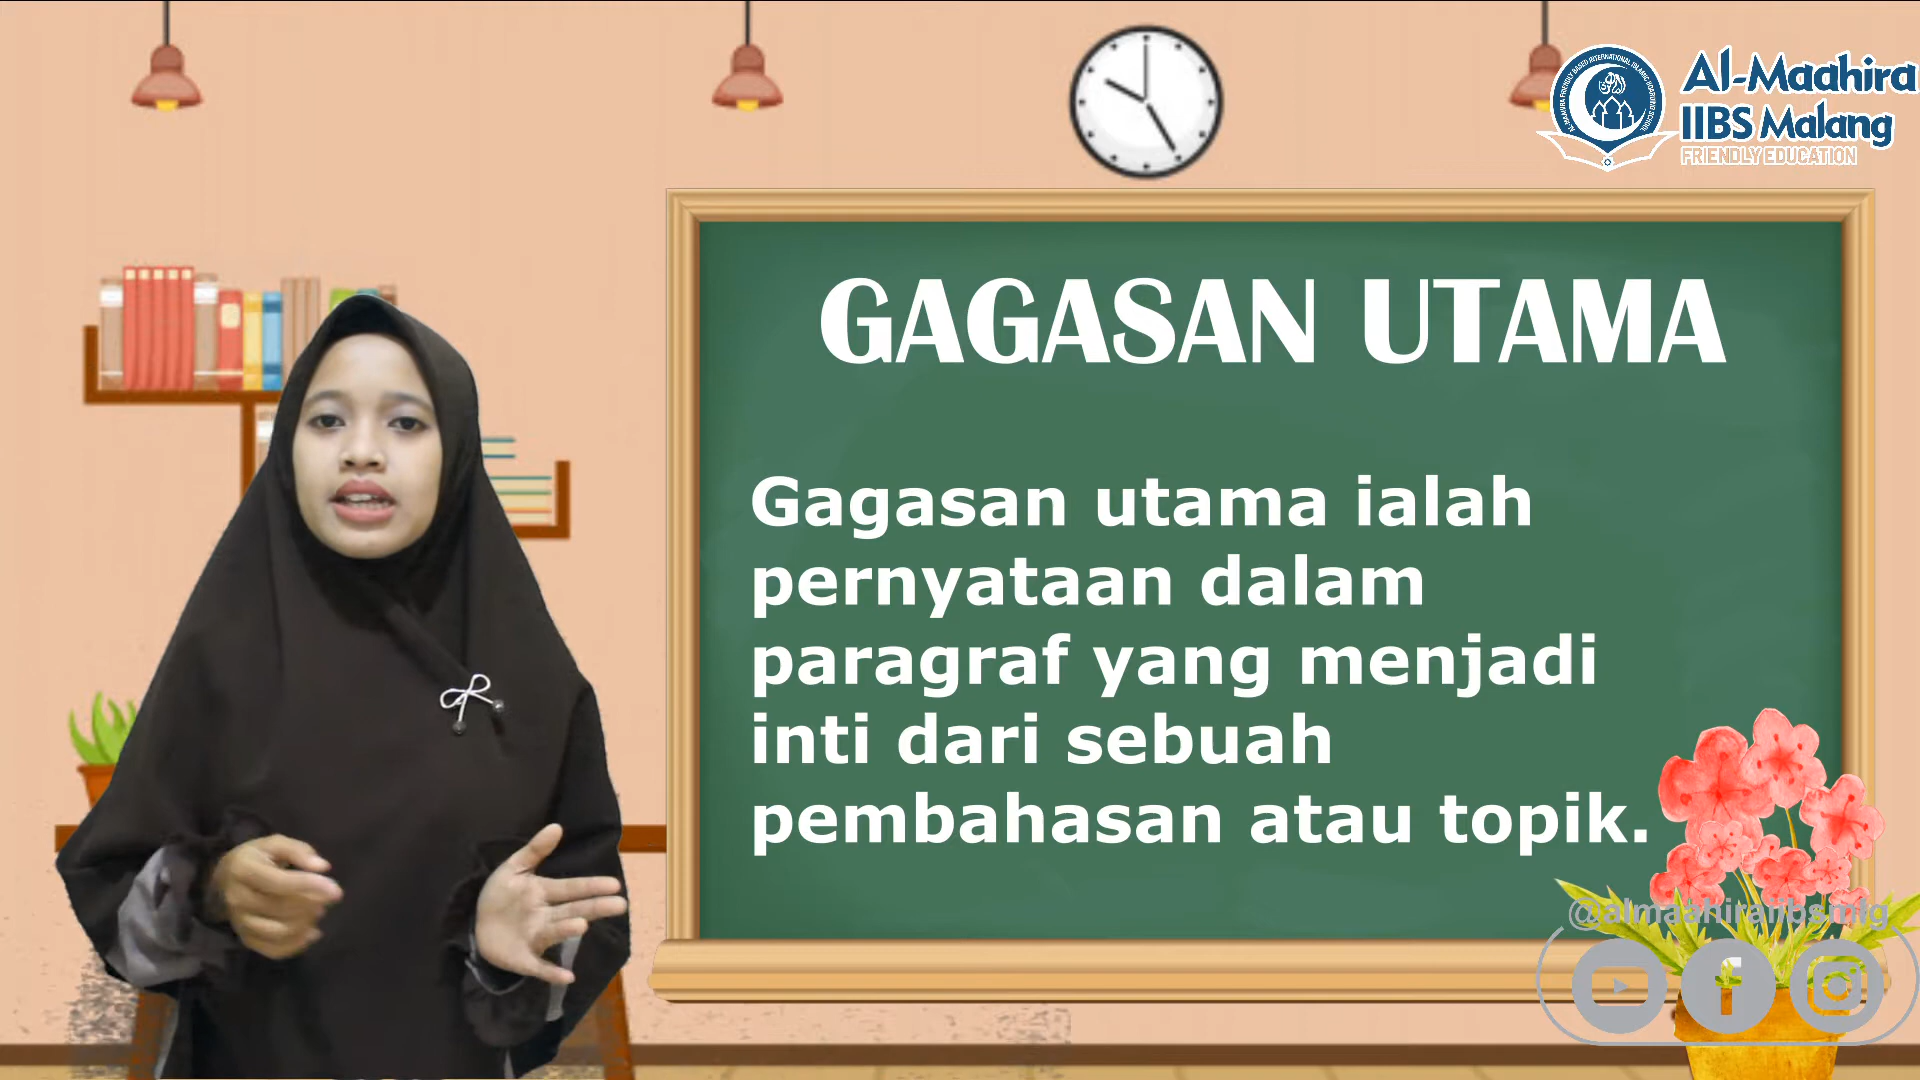 Al-Maahira
IIBS Malang
FRIENDLY EDUCATION
GAGASAN UTAMA
Gagasan utama ialah
pernyataan dalam
paragraf yang menjadi
inti dari sebuah
pembahasan atau topik.
@almaahiraiibsmlg